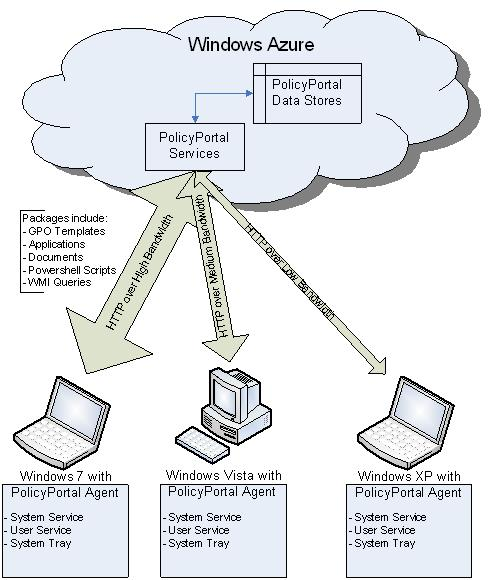 Windows Azure
PolicyPortal
Data Stores
PolicyPortal
Services
Packages include:
- GPO Templates
- Applications
- Documents
- Powershell Scripts
- WMI Queries
HTTP over High Bandwidth
HTTP over Medium Bandwidth
HTTP over Low Bandwidth
Windows 7 with
PolicyPortal Agent
- System Service
- User Service
- System Tray
Windows Vista with
PolicyPortal Agent
- System Service
- User Service
- System Tray
Windows XP with
PolicyPortal Agent
- System Service
- User Service
- System Tray